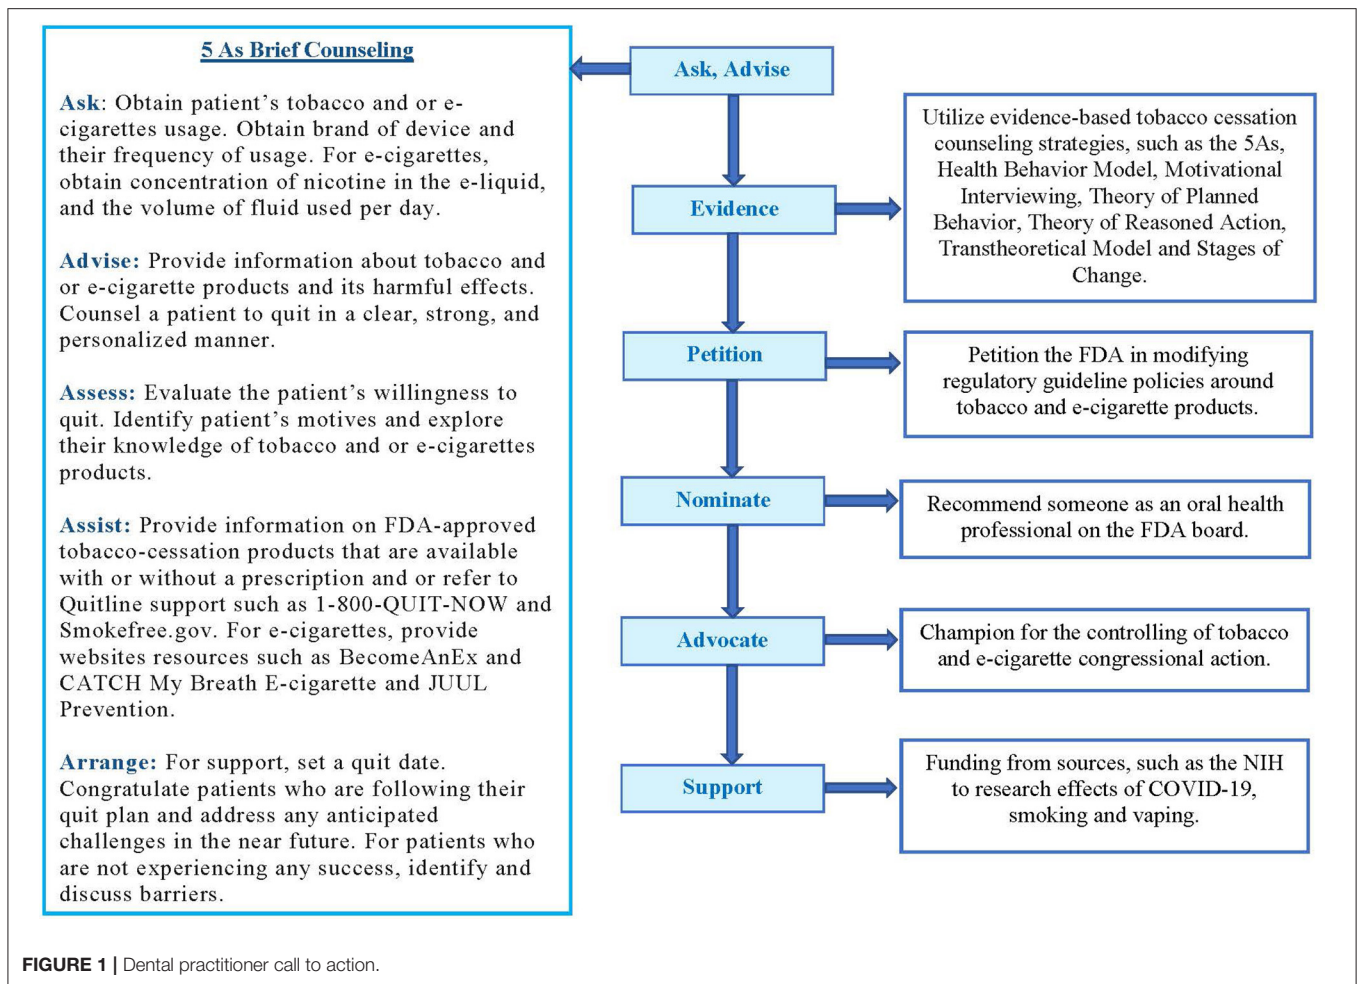 5 As Brief Counseling
Ask: Obtain patient’s tobacco and or e-
cigarettes usage. Obtain brand of device and
their frequency of usage. For e-cigarettes,
obtain concentration of nicotine in the e-liquid,
and the volume of fluid used per day.
Advise: Provide information about tobacco and
or e-cigarette products and its harmful effects.
Counsel a patient to quit in a clear, strong, and
personalized manner.
Assess: Evaluate the patient’s willingness to
quit. Identify patient’s motives and explore
their knowledge of tobacco and or e-cigarettes
products.
Assist: Provide information on FDA-approved
tobacco-cessation products that are available
with or without a prescription and or refer to
Quitline support such as 1-800-QUIT-NOW and
Smokefree.gov. For e-cigarettes, provide
websites resources such as BecomeAnEx and
CATCH My Breath E-cigarette and JUUL
Prevention.
Arrange: For support, set a quit date.
Congratulate patients who are following their
quit plan and address any anticipated
challenges in the near future. For patients who
are not experiencing any success, identify and
discuss barriers.
Ask, Advise
Evidence
Utilize evidence-based tobacco cessation
counseling strategies, such as the 5As,
Health Behavior Model, Motivational
Interviewing, Theory of Planned
Behavior, Theory of Reasoned Action,
Transtheoretical Model and Stages of
Change.
Petition
Petition the FDA in modifying
regulatory guideline policies around
tobacco and e-cigarette products.
Nominate
Recommend someone as an oral health
professional on the FDA board.
Advocate
Champion for the controlling of tobacco
and e-cigarette congressional action.
Support
Funding from sources, such as the NIH
to research effects of COVID-19,
smoking and vaping.
FIGURE 1 | Dental practitioner call to action.